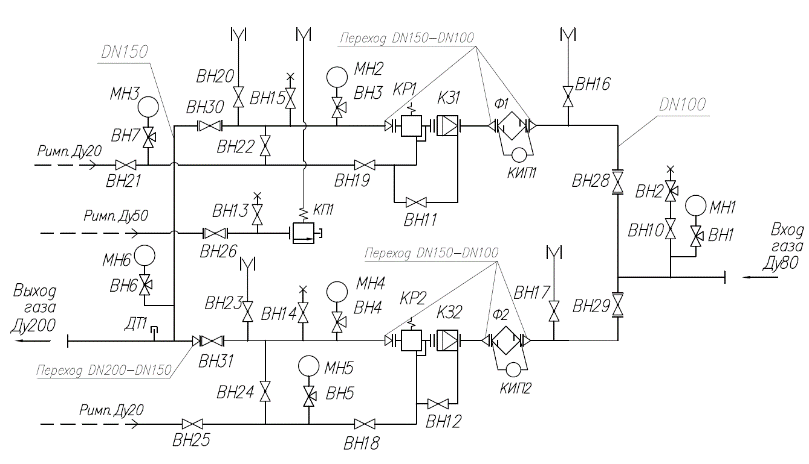 Переход DN150-DN100
DN150
МН2
ВН20
ВН15
ВН3
КР1
КЗ1
Ф1
ВН16
МН3
ВН30
DN100
ВН7
ВН22
Римп. Ду20
КИП1
ВН21
ВН19
ВН28
ВН2
ВН11
МН1
Римп. Ду50
ВН13
КП1
ВН10
ВН1
Вход
газа
Ду80
ВН26
МН6
Переход DN150-DN100
ВН6
МН4
Выход
газа
Ду200
ВН23
ВН14
ВН4
КР2
КЗ2
Ф2
ВН17
ВН29
ДТ1
ВН31
Переход DN200-DN150
МН5
КИП2
ВН24
ВН5
Римп. Ду20
ВН12
ВН25
ВН18